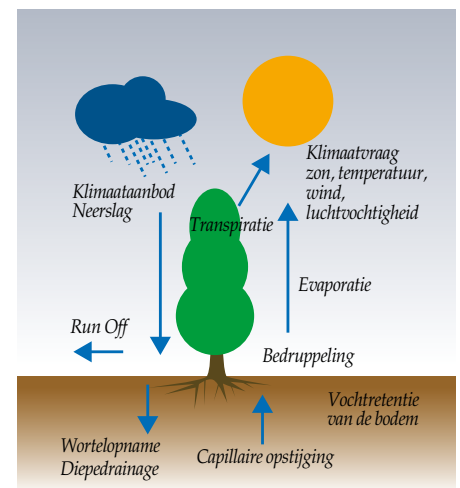 Klimaataanbod
Neerslag
Klimaatvraag
zon, temperatuur,
wind,
luchtvochtigheid
Transpiratie
Evaporatie
Run Off
Bedruppeling
Vochtretentie
van de bodem
Wortelopname
Diepedrainage
Capillaire opstijging